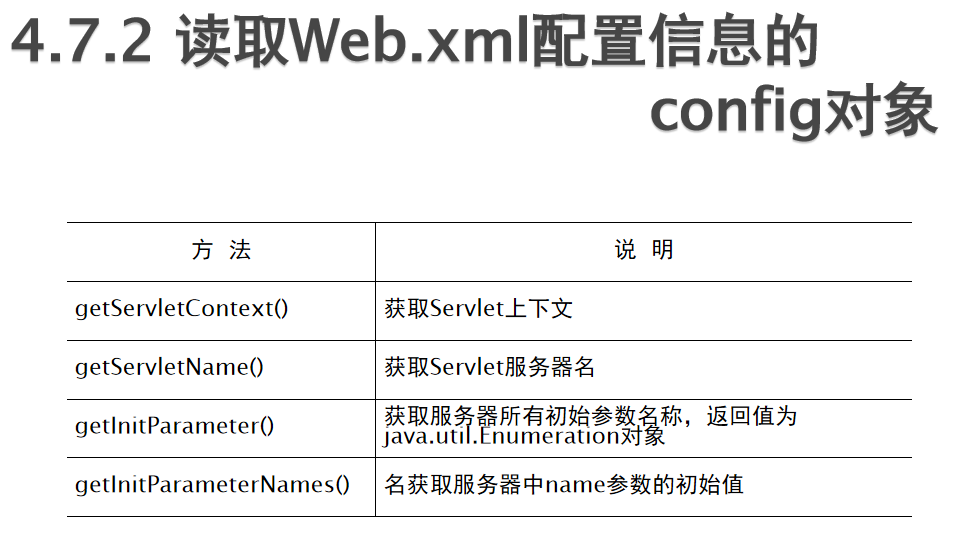 4.7.2 读取Web.xml配置信息的
config对象
方 法
说 明
getServletContext()
获取Servlet上下文
getServletName()
获取Servlet服务器名
getInitParameter()
获取服务器所有初始参数名称，返回值为
java.util.Enumeration对象
getInitParameterNames()
名获取服务器中name参数的初始值